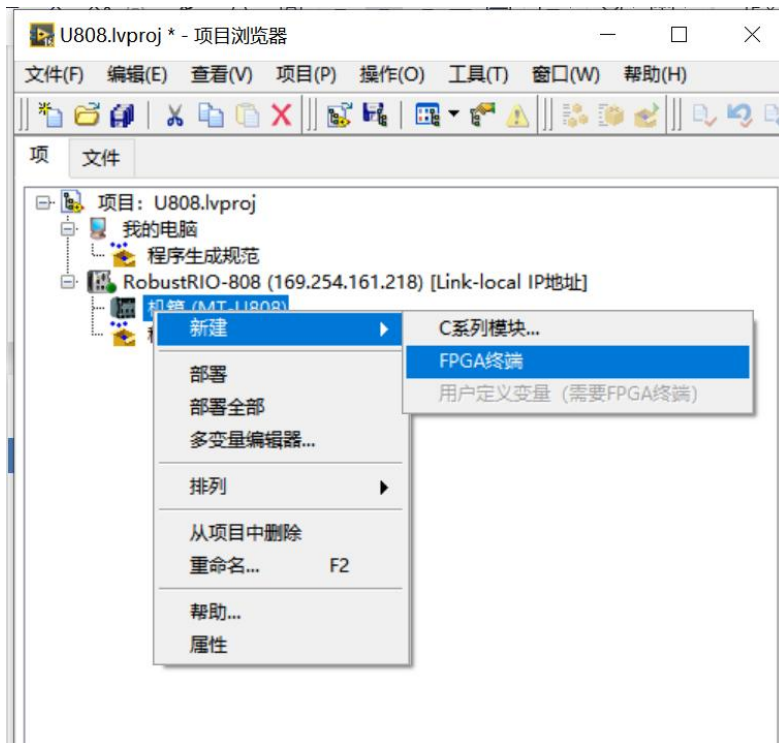 U808.lvproj * - 项目浏览器
文件(F) 编辑(E) 查看(V) 项目(P) 操作(O) 工具(T) 窗口(W) 帮助(H)
项 文件
项目：U808.lvproj
我的电脑
程序生成规范
RobustRIO-808 (169.254.161.218) [Link-local IP地址]
机箱 (MT-U808)
新建
C系列模块...
FPGA终端
用户定义变量（需要FPGA终端）
部署
部署全部
多变量编辑器...
排列
从项目中删除
重命名... F2
帮助...
属性